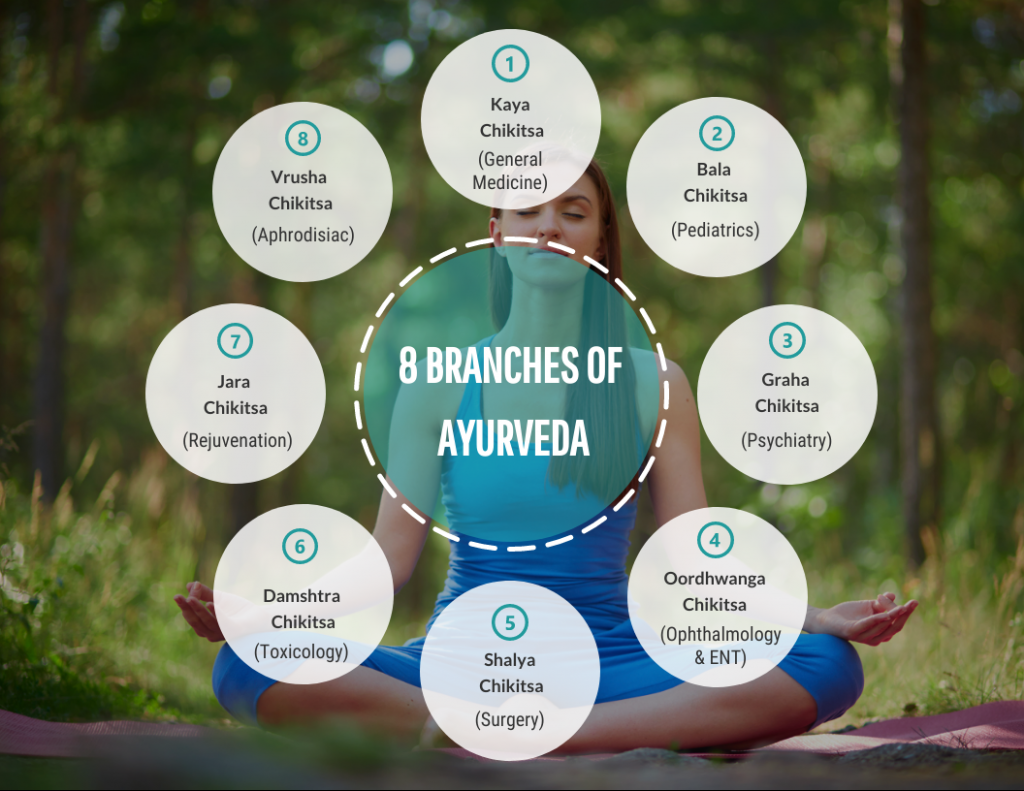 8 BRANCHES OF
AYURVEDA
1
Kaya
Chikitsa
(General
Medicine)
2
Bala
Chikitsa
(Pediatrics)
3
Graha
Chikitsa
(Psychiatry)
4
Oordhwanga
Chikitsa
(Ophthalmology
& ENT)
5
Shalya
Chikitsa
(Surgery)
6
Damshtra
Chikitsa
(Toxicology)
7
Jara
Chikitsa
(Rejuvenation)
8
Vrusha
Chikitsa
(Aphrodisiac)